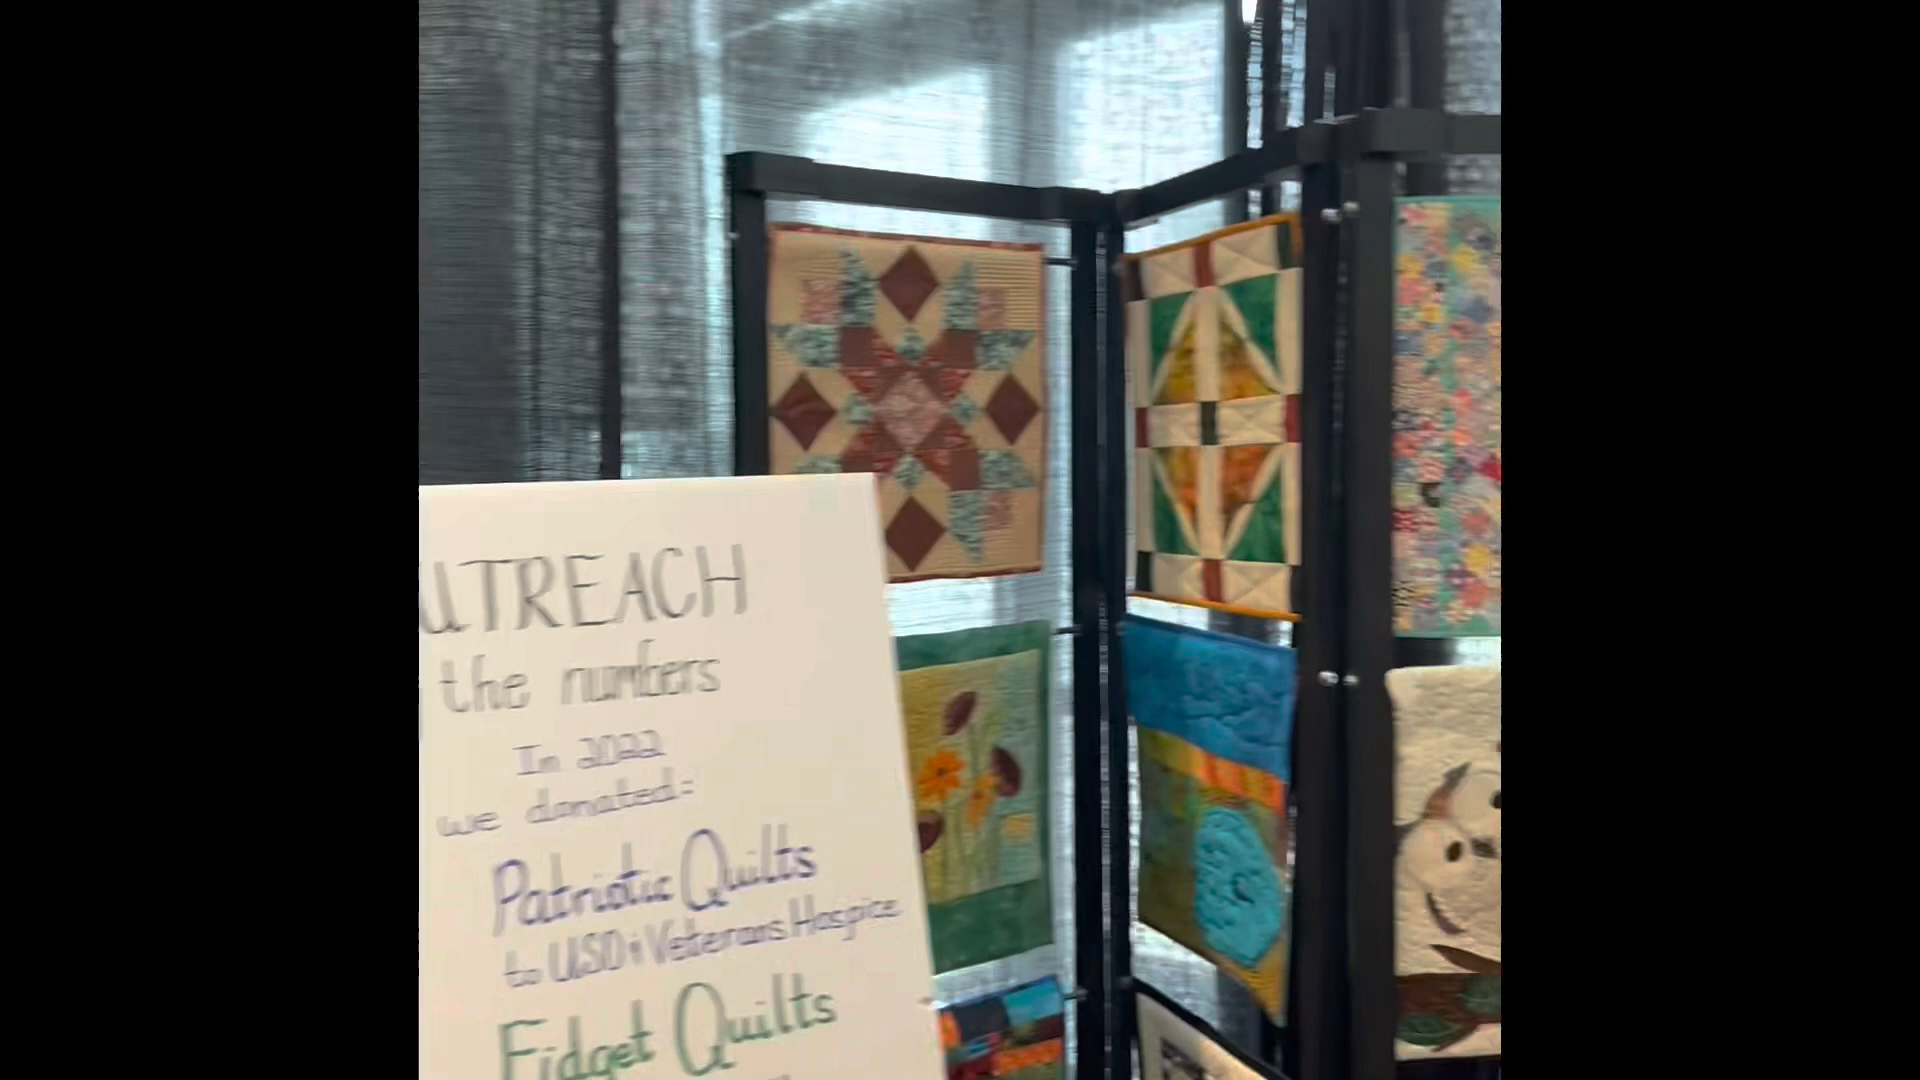 UTREACH
the numbers
In 2022
we donated:
Patriotic Quilts
to USO & Veterans Hospice
Fidget Quilts